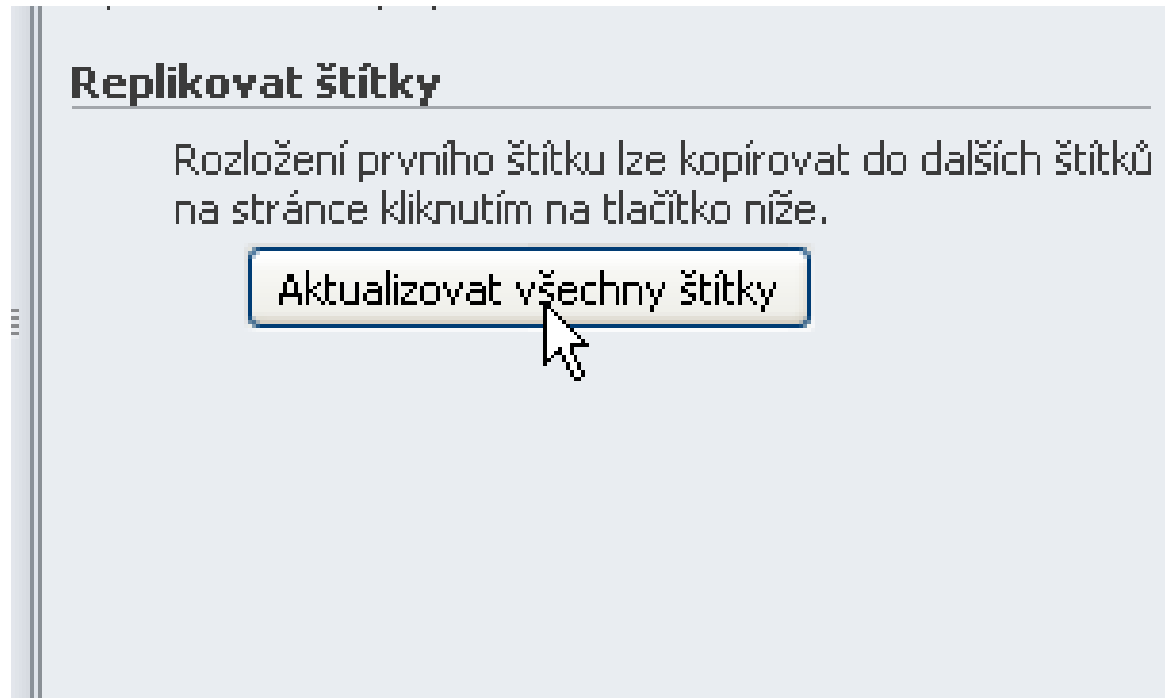 Replikovat štítky
Rozložení prvního štítku lze kopírovat do dalších štítků
na stránce kliknutím na tlačítko níže.
Aktualizovat všechny štítky